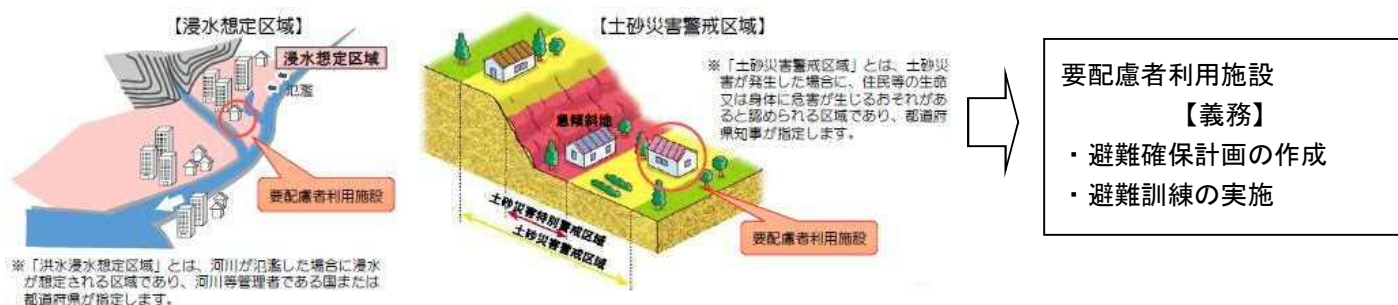 【浸水想定区域】
浸水想定区域
氾濫
要配慮者利用施設
※「洪水浸水想定区域」とは、河川が氾濫した場合に浸水
が想定される区域であり、河川等管理者である国または
都道府県が指定します。
【土砂災害警戒区域】
※「土砂災害警戒区域」とは、土砂災
害が発生した場合に、住民等の生命
又は身体に危害が生じるおそれがあ
ると認められる区域であり、都道府
県知事が指定します。
急傾斜地
土砂災害特別警戒区域
土砂災害警戒区域
要配慮者利用施設
要配慮者利用施設
【義務】
・避難確保計画の作成
・避難訓練の実施